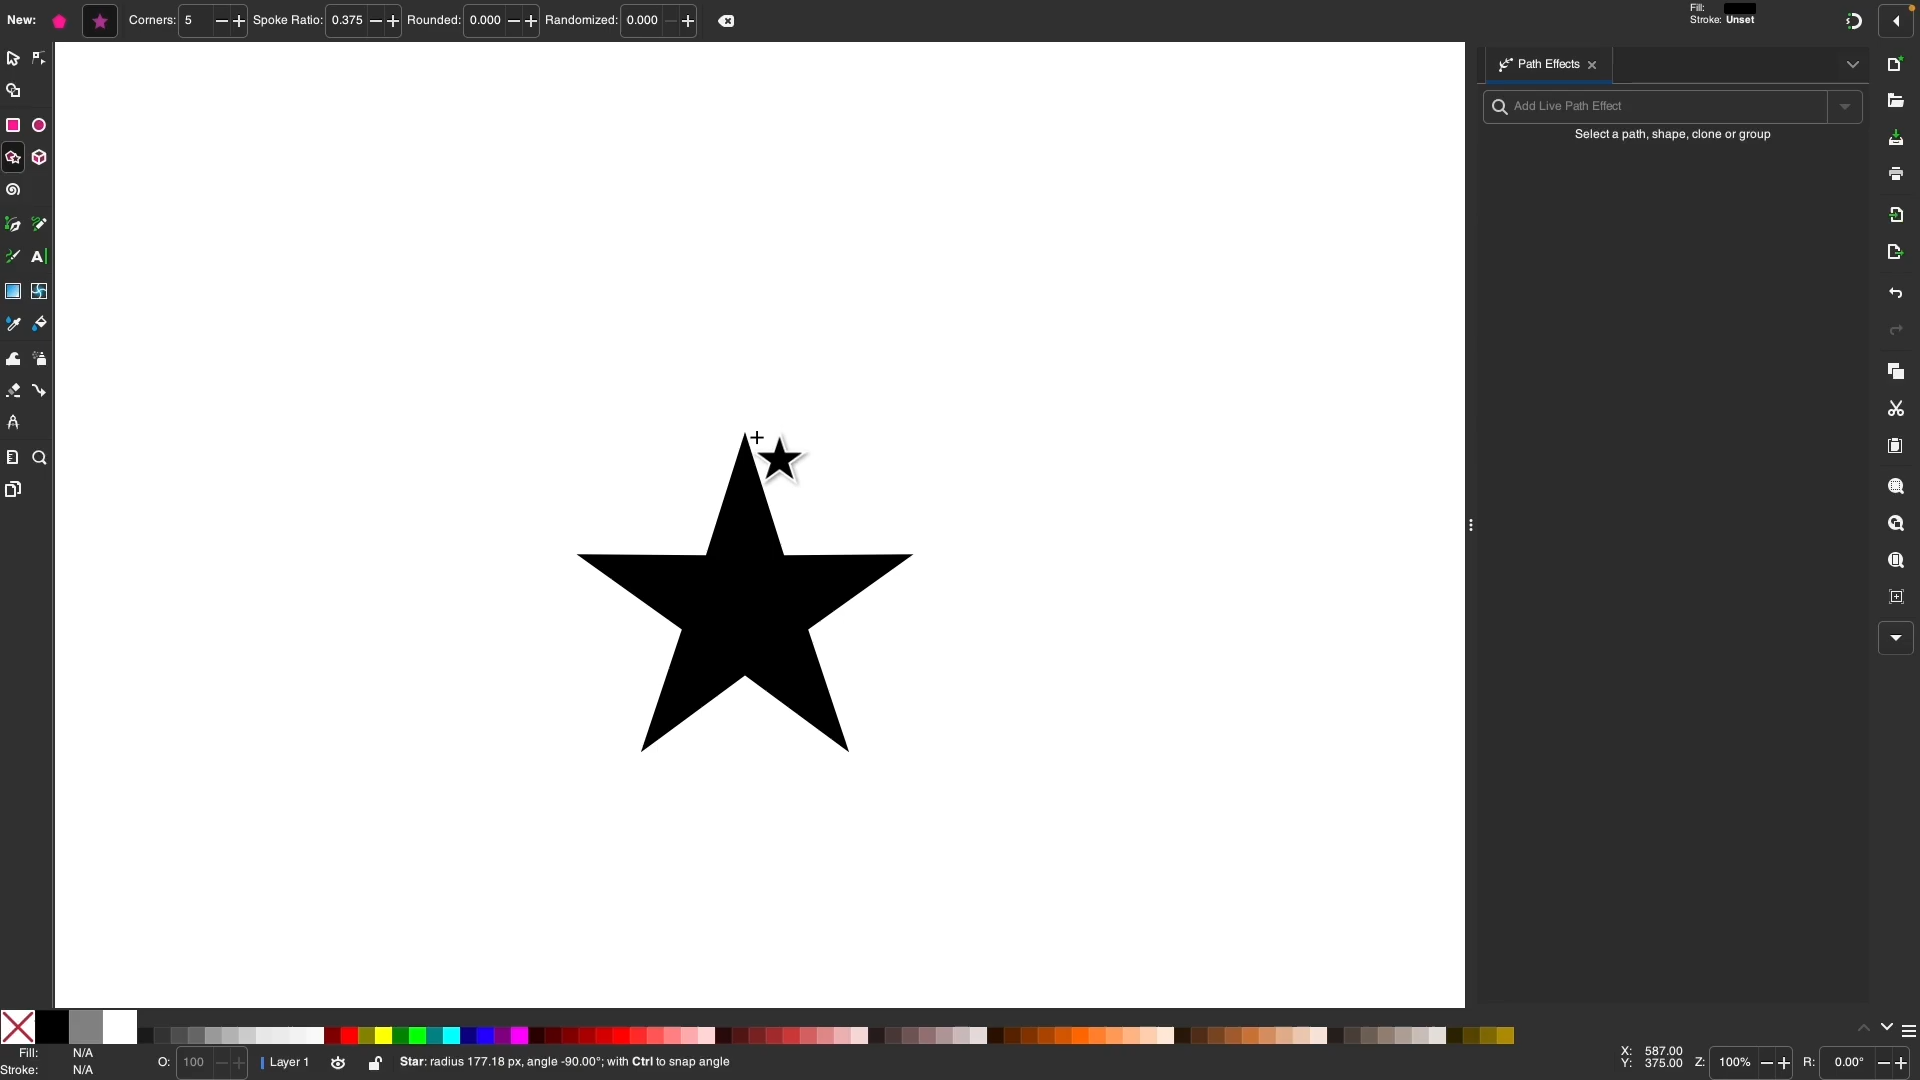 New: Corners: 5 Spoke Ratio: 0.375 Rounded: 0.000 Randomized: 0.000
Fill:
Stroke: Unset
Path Effects
Add Live Path Effect
Select a path, shape, clone or group
Fill: N/A
Stroke: N/A
O: 100
Layer 1
Star: radius 177.18 px, angle -90.00°; with Ctrl to snap angle
X: 587.00
Y: 375.00
Z: 100%
R: 0.00°